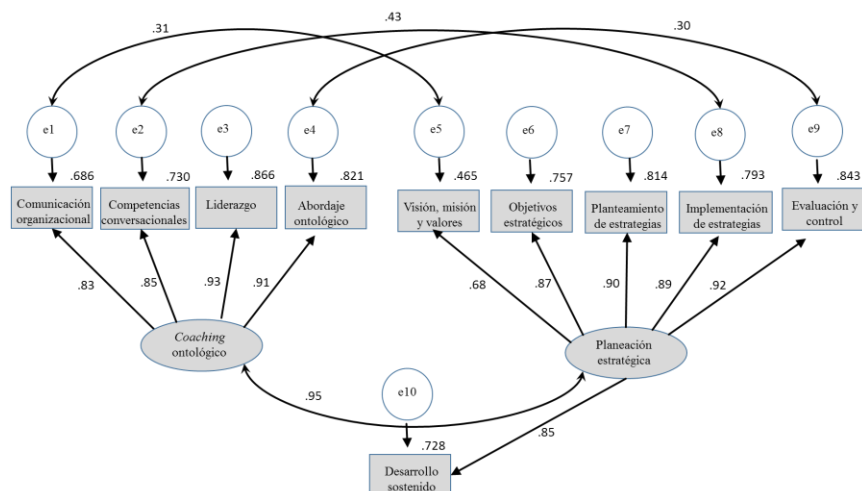 .31
.43
.30
e1
e2
e3
e4
e5
e6
e7
e8
e9
.686
.730
.866
.821
.465
.757
.814
.793
.843
Comunicación
organizacional
Competencias
conversacionales
Liderazgo
Abordaje
ontológico
Visión, misión
y valores
Objetivos
estratégicos
Planteamiento
de estrategias
Implementación
de estrategias
Evaluación y
control
.83
.85
.93
.91
.68
.87
.90
.89
.92
Coaching
ontológico
Planeación
estratégica
.95
e10
.85
.728
Desarrollo
sostenido